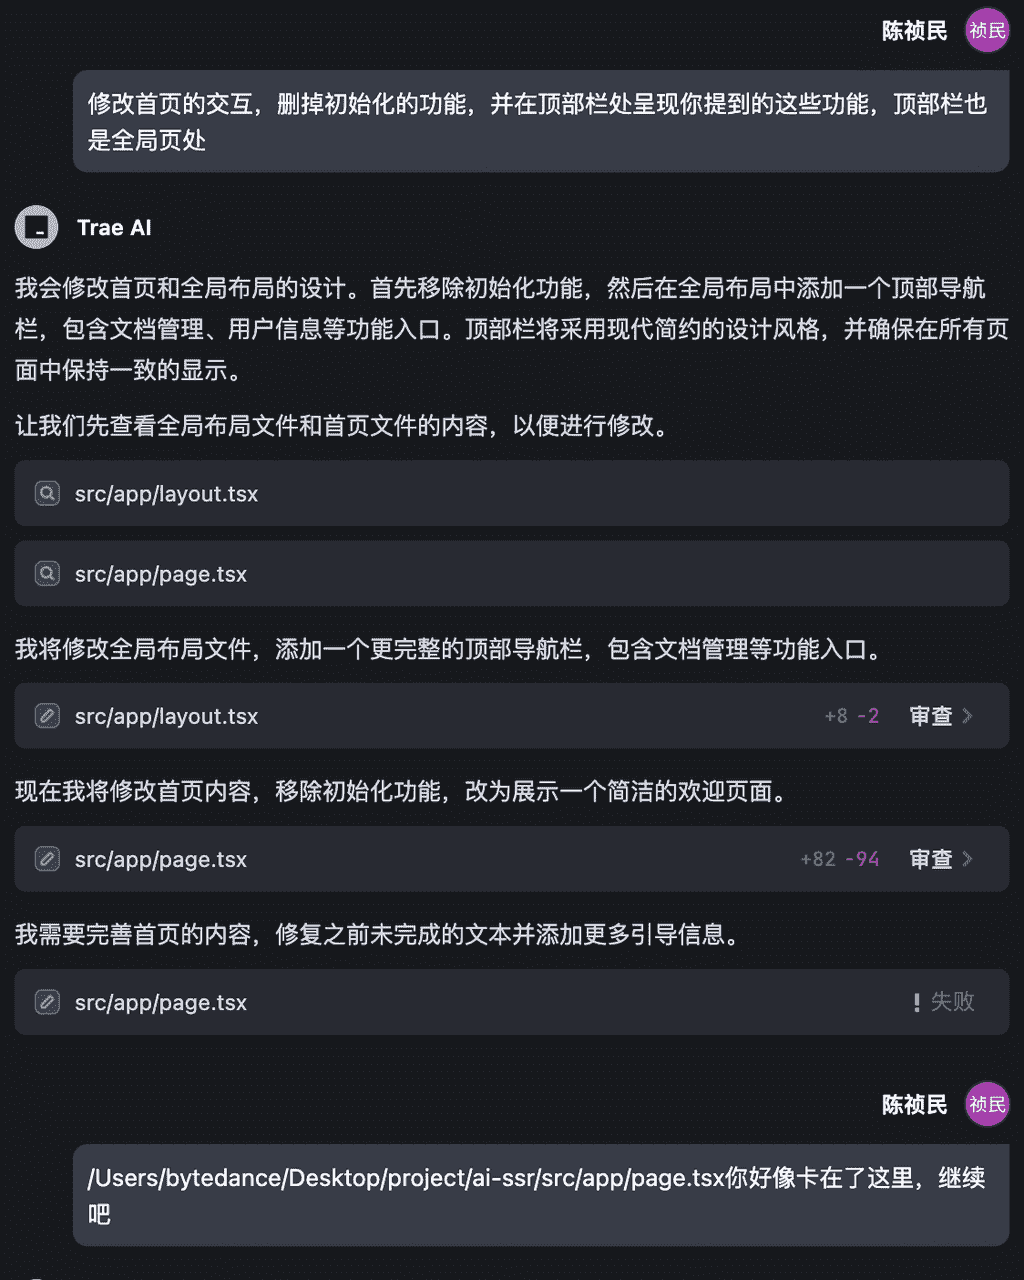 陈祯民
祯民
修改首页的交互，删掉初始化的功能，并在顶部栏处呈现你提到的这些功能，顶部栏也
是全局页处
Trae AI
我会修改首页和全局布局的设计。首先移除初始化功能，然后在全局布局中添加一个顶部导航
栏，包含文档管理、用户信息等功能入口。顶部栏将采用现代简约的设计风格，并确保在所有页
面中保持一致的显示。
让我们先查看全局布局文件和首页文件的内容，以便进行修改。
src/app/layout.tsx
src/app/page.tsx
我将修改全局布局文件，添加一个更完整的顶部导航栏，包含文档管理等功能入口。
src/app/layout.tsx +8 -2 审查
现在我将修改首页内容，移除初始化功能，改为展示一个简洁的欢迎页面。
src/app/page.tsx +82 -94 审查
我需要完善首页的内容，修复之前未完成的文本并添加更多引导信息。
src/app/page.tsx ! 失败
陈祯民
祯民
/Users/bytedance/Desktop/project/ai-ssr/src/app/page.tsx你好像卡在了这里，继续
吧